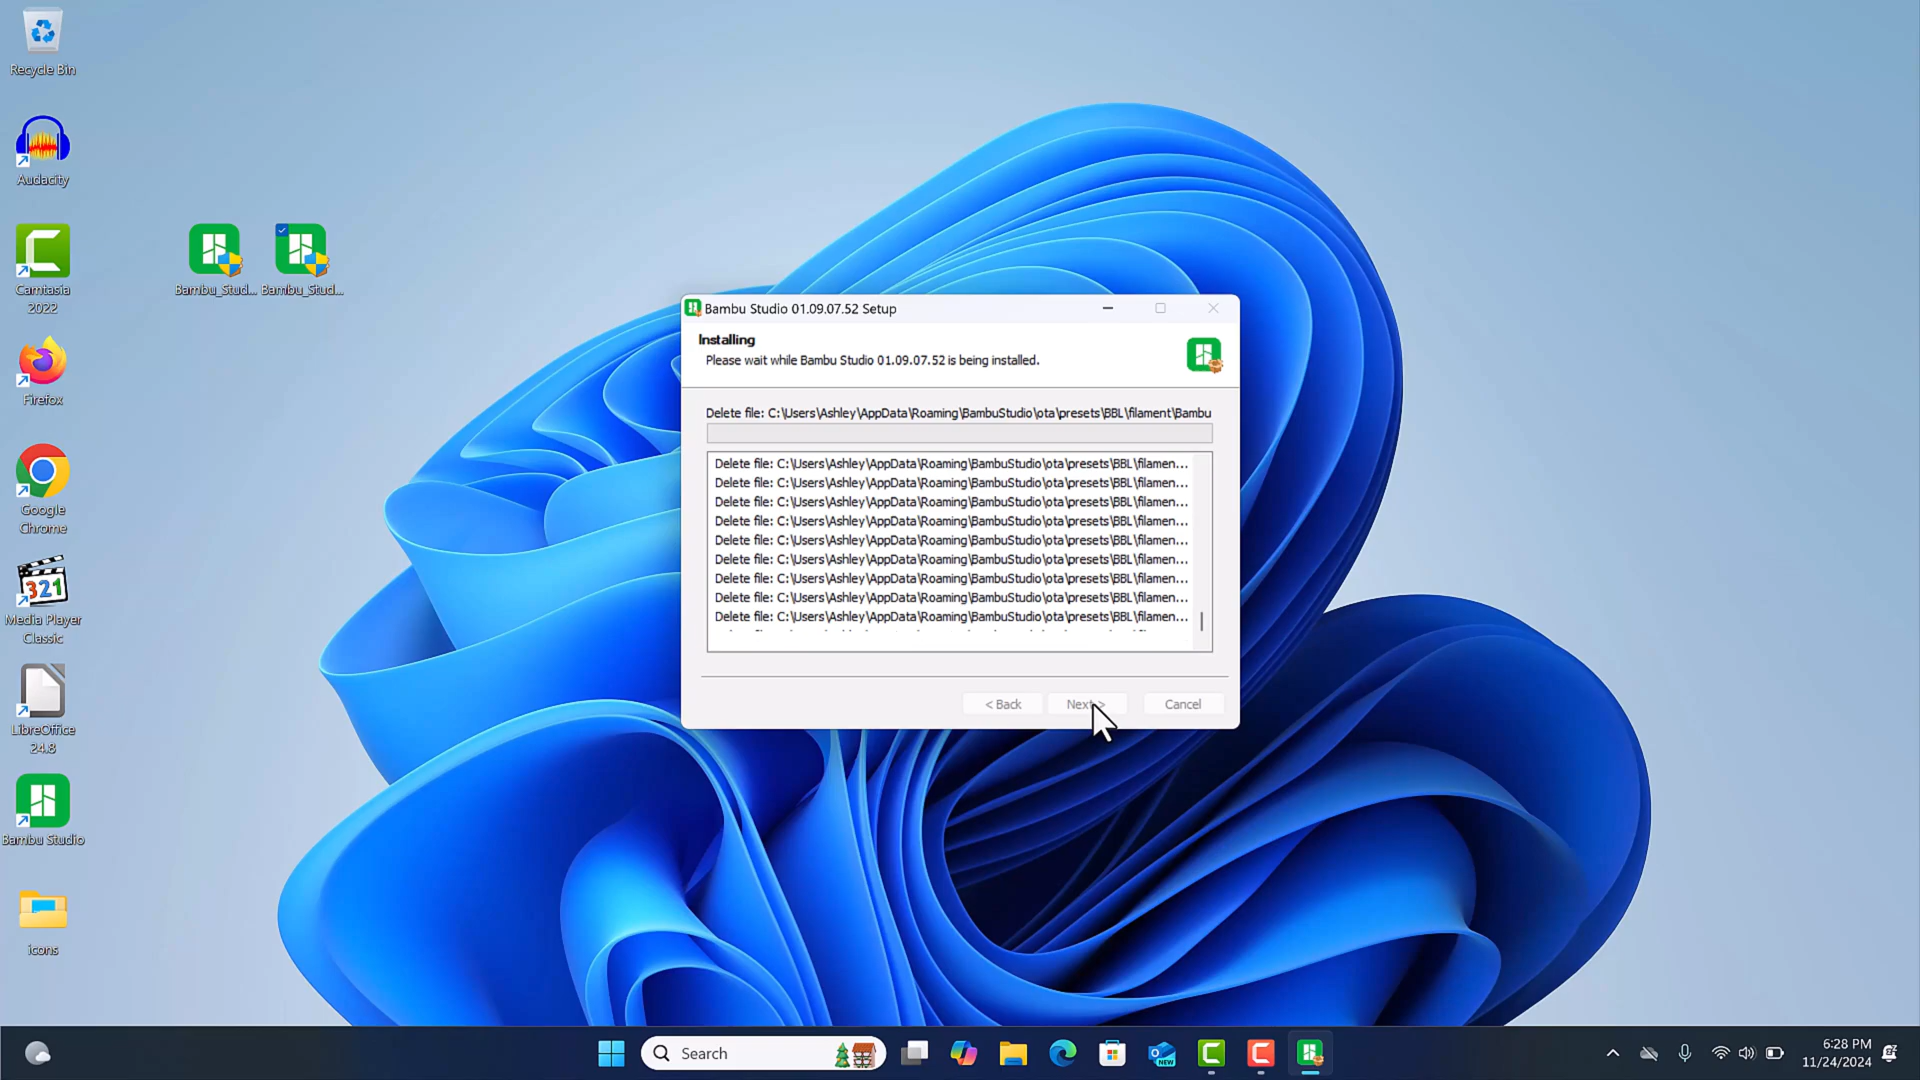 Recycle Bin
Audacity
Camtasia
2022
Bambu_Stud...
Bambu_Stud...
Firefox
Google
Chrome
321
Media Player
Classic
LibreOffice
24.8
Bambu Studio
icons
Bambu Studio 01.09.07.52 Setup
Installing
Please wait while Bambu Studio 01.09.07.52 is being installed.
Delete file: C:\Users\Ashley\AppData\Roaming\BambuStudio\ota\presets\BBL\filament\Bambu
Delete file: C:\Users\Ashley\AppData\Roaming\BambuStudio\ota\presets\BBL\filamen...
Delete file: C:\Users\Ashley\AppData\Roaming\BambuStudio\ota\presets\BBL\filamen...
Delete file: C:\Users\Ashley\AppData\Roaming\BambuStudio\ota\presets\BBL\filamen...
Delete file: C:\Users\Ashley\AppData\Roaming\BambuStudio\ota\presets\BBL\filamen...
Delete file: C:\Users\Ashley\AppData\Roaming\BambuStudio\ota\presets\BBL\filamen...
Delete file: C:\Users\Ashley\AppData\Roaming\BambuStudio\ota\presets\BBL\filamen...
Delete file: C:\Users\Ashley\AppData\Roaming\BambuStudio\ota\presets\BBL\filamen...
Delete file: C:\Users\Ashley\AppData\Roaming\BambuStudio\ota\presets\BBL\filamen...
Delete file: C:\Users\Ashley\AppData\Roaming\BambuStudio\ota\presets\BBL\filamen...
< Back
Next >
Cancel
Search
NEW
6:28 PM
11/24/2024